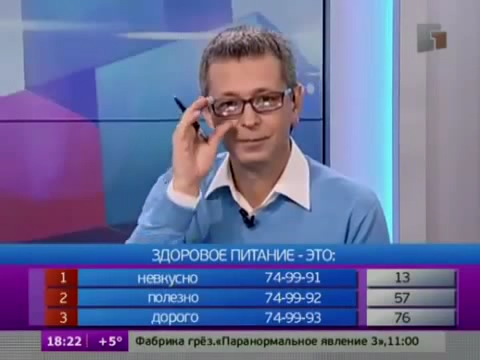 ЗДОРОВОЕ ПИТАНИЕ - ЭТО:
1 невкусно 74-99-91 13
2 полезно 74-99-92 57
3 дорого 74-99-93 76
18:22 +5° Фабрика грёз.«Паранормальное явление 3»,11:00